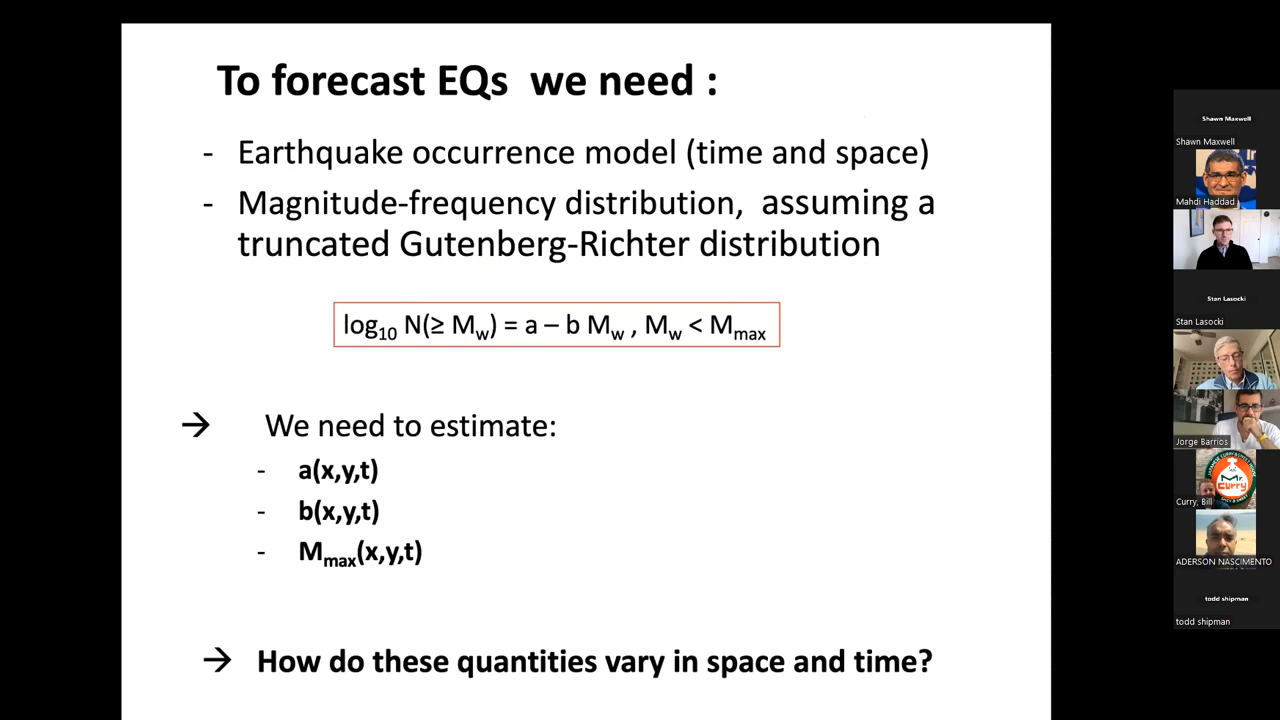 To forecast EQs we need :
- Earthquake occurrence model (time and space)
- Magnitude-frequency distribution, assuming a
truncated Gutenberg-Richter distribution
log10 N(≥ Mw) = a – b Mw , Mw < Mmax
→ We need to estimate:
- a(x,y,t)
- b(x,y,t)
- Mmax(x,y,t)
→ How do these quantities vary in space and time?
Shawn Maxwell
Shawn Maxwell
Mahdi Haddad
Stan Lasocki
Stan Lasocki
Jorge Barrios
Mr.
Curry
Curry, Bill
ADERSON NASCIMENTO
todd shipman
todd shipman